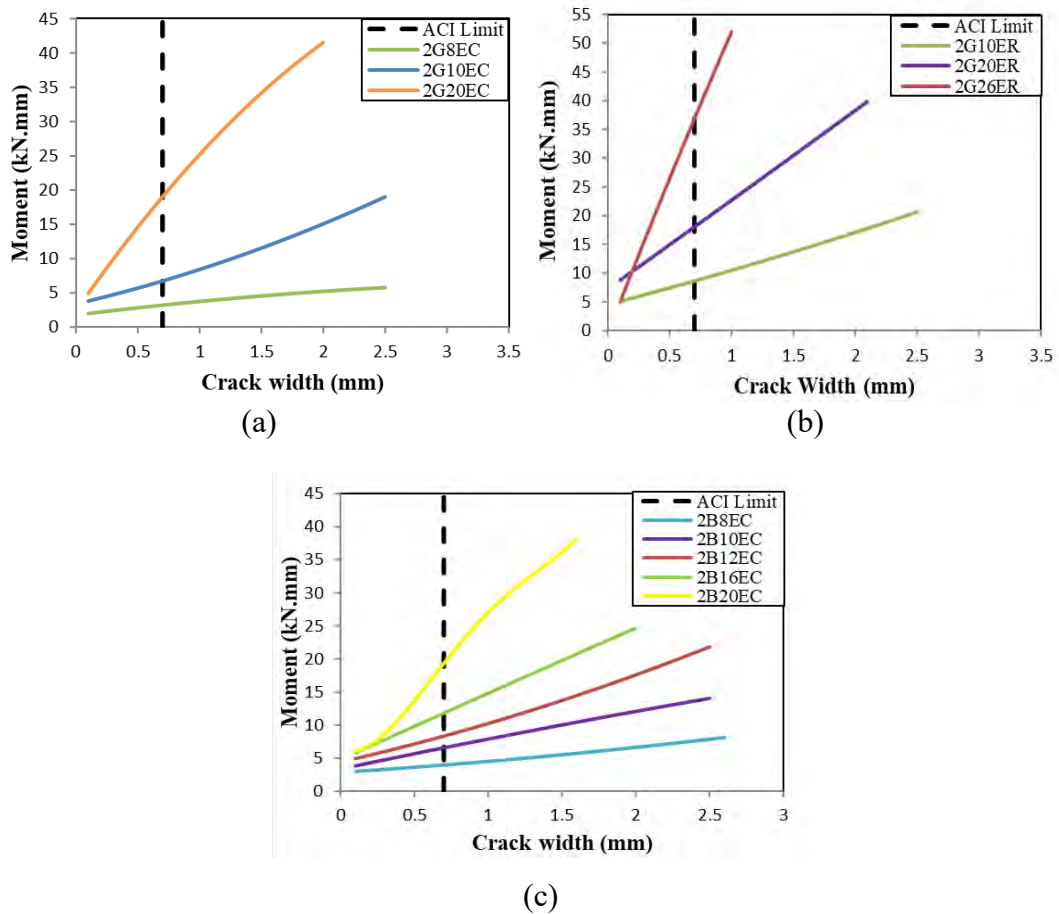 45
40
35
30
25
20
15
10
5
0
Moment (kN.mm)
ACI Limit
2G8EC
2G10EC
2G20EC
0 0.5 1 1.5 2 2.5 3 3.5
Crack width (mm)
(a)
55
50
45
40
35
30
25
20
15
10
5
0
Moment (kN.mm)
ACI Limit
2G10ER
2G20ER
2G26ER
0 0.5 1 1.5 2 2.5 3 3.5
Crack Width (mm)
(b)
45
40
35
30
25
20
15
10
5
0
Moment (kN.mm)
ACI Limit
2B8EC
2B10EC
2B12EC
2B16EC
2B20EC
0 0.5 1 1.5 2 2.5 3
Crack width (mm)
(c)